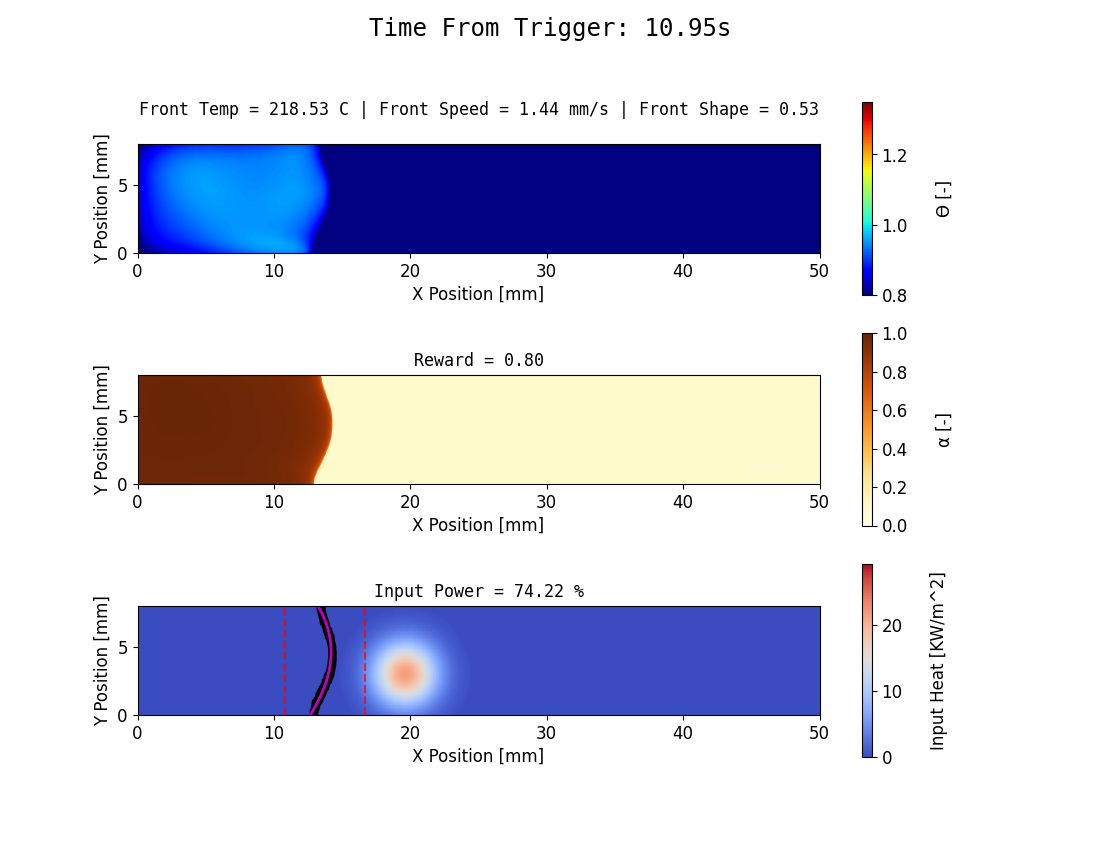 Time From Trigger: 10.95s
Front Temp = 218.53 C | Front Speed = 1.44 mm/s | Front Shape = 0.53
Y Position [mm]
5
0
0 10 20 30 40 50
X Position [mm]
1.2
1.0
0.8
Θ [-]
Reward = 0.80
Y Position [mm]
5
0
0 10 20 30 40 50
X Position [mm]
1.0
0.8
0.6
0.4
0.2
0.0
α [-]
Input Power = 74.22 %
Y Position [mm]
5
0
0 10 20 30 40 50
X Position [mm]
20
10
0
Input Heat [KW/m^2]